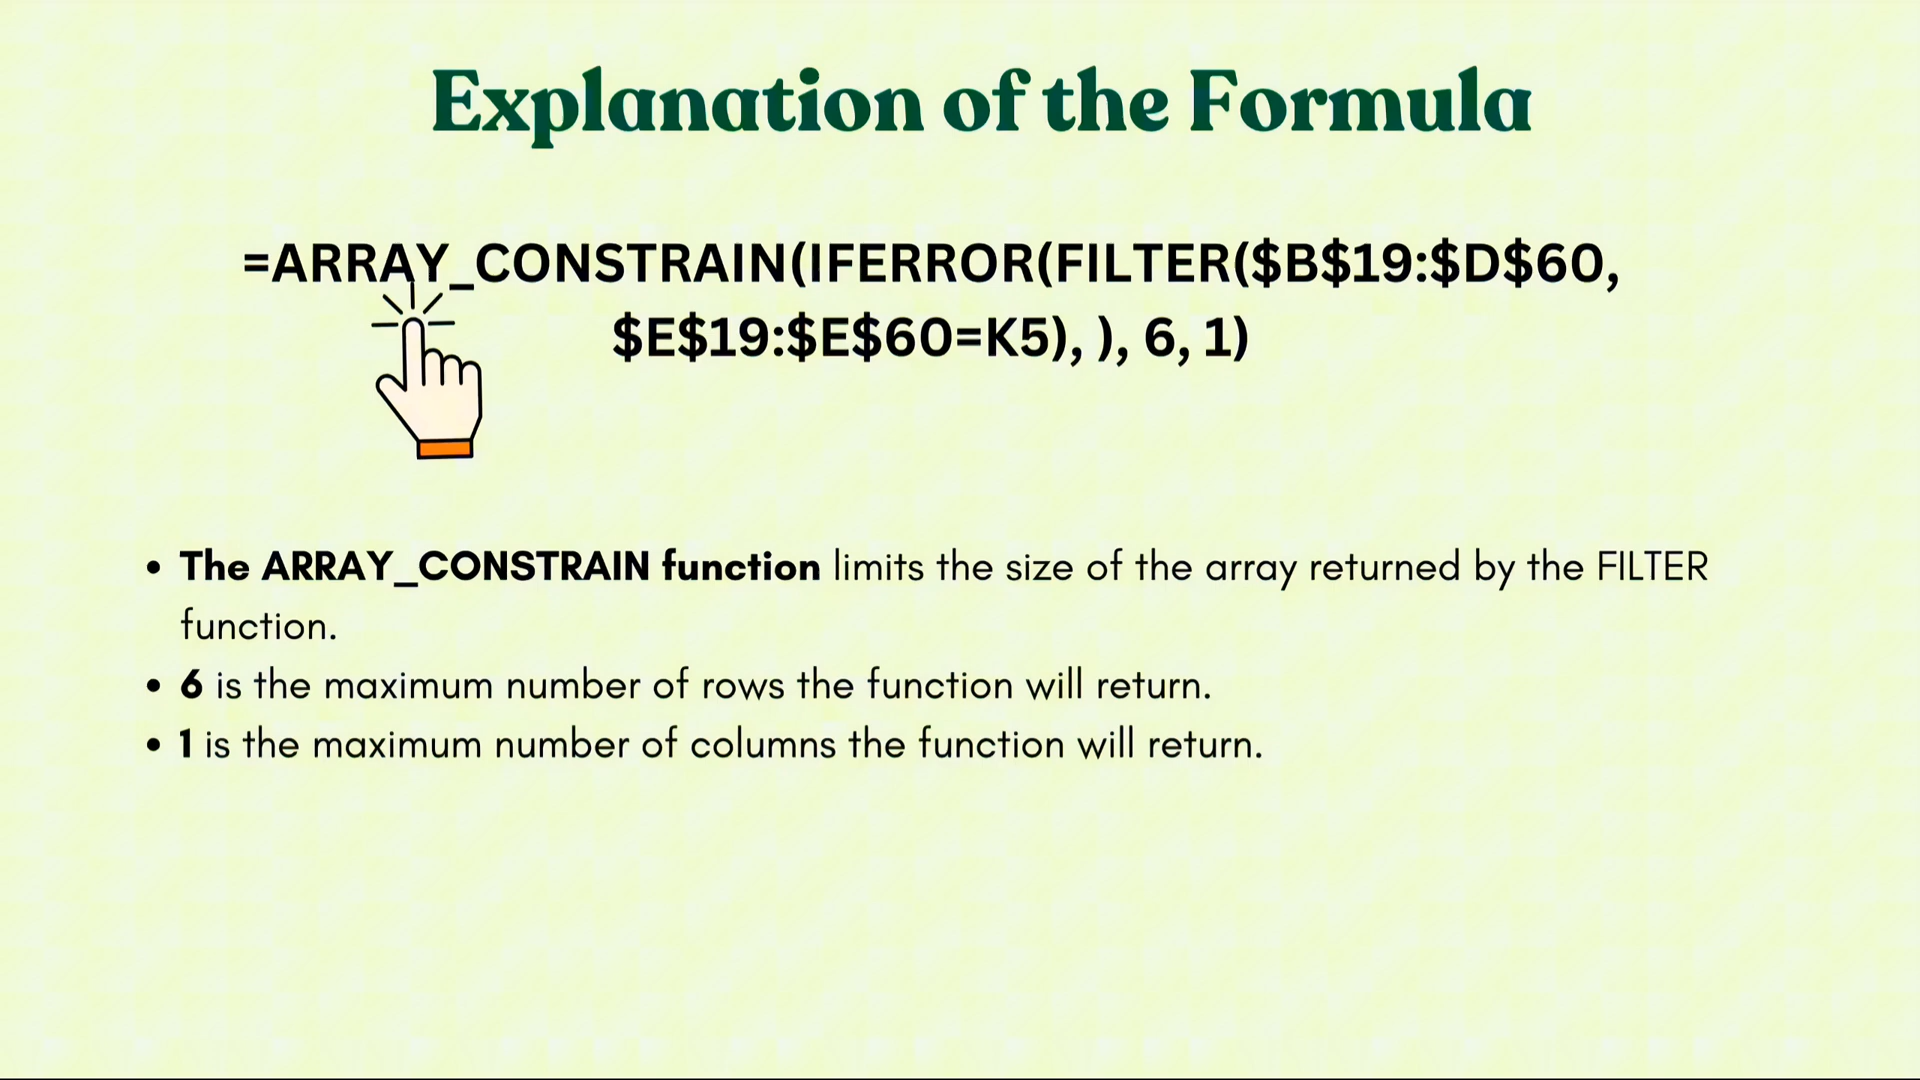 Explanation of the Formula
=ARRAY_CONSTRAIN(IFERROR(FILTER($B$19:$D$60,
$E$19:$E$60=K5), ), 6, 1)
• The ARRAY_CONSTRAIN function limits the size of the array returned by the FILTER
function.
• 6 is the maximum number of rows the function will return.
• 1 is the maximum number of columns the function will return.